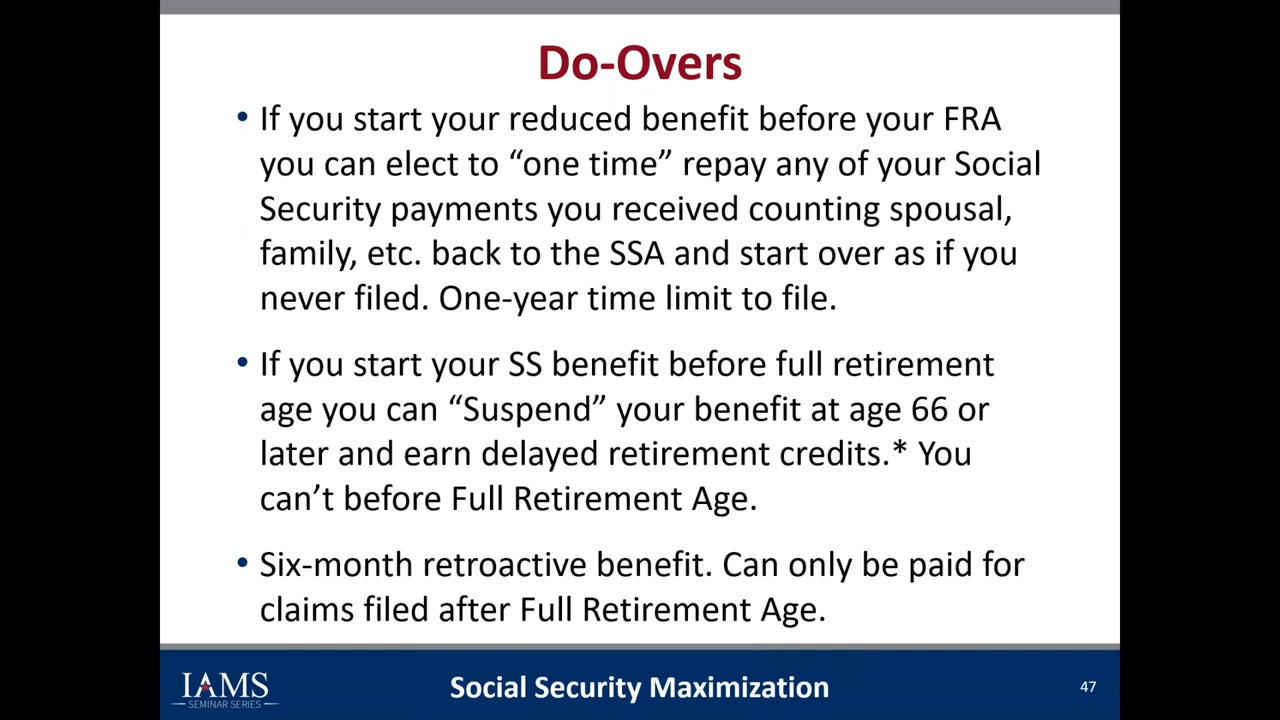 Do-Overs
• If you start your reduced benefit before your FRA
you can elect to “one time” repay any of your Social
Security payments you received counting spousal,
family, etc. back to the SSA and start over as if you
never filed. One-year time limit to file.
• If you start your SS benefit before full retirement
age you can “Suspend” your benefit at age 66 or
later and earn delayed retirement credits.* You
can’t before Full Retirement Age.
• Six-month retroactive benefit. Can only be paid for
claims filed after Full Retirement Age.
IAMS
SEMINAR SERIES
Social Security Maximization
47